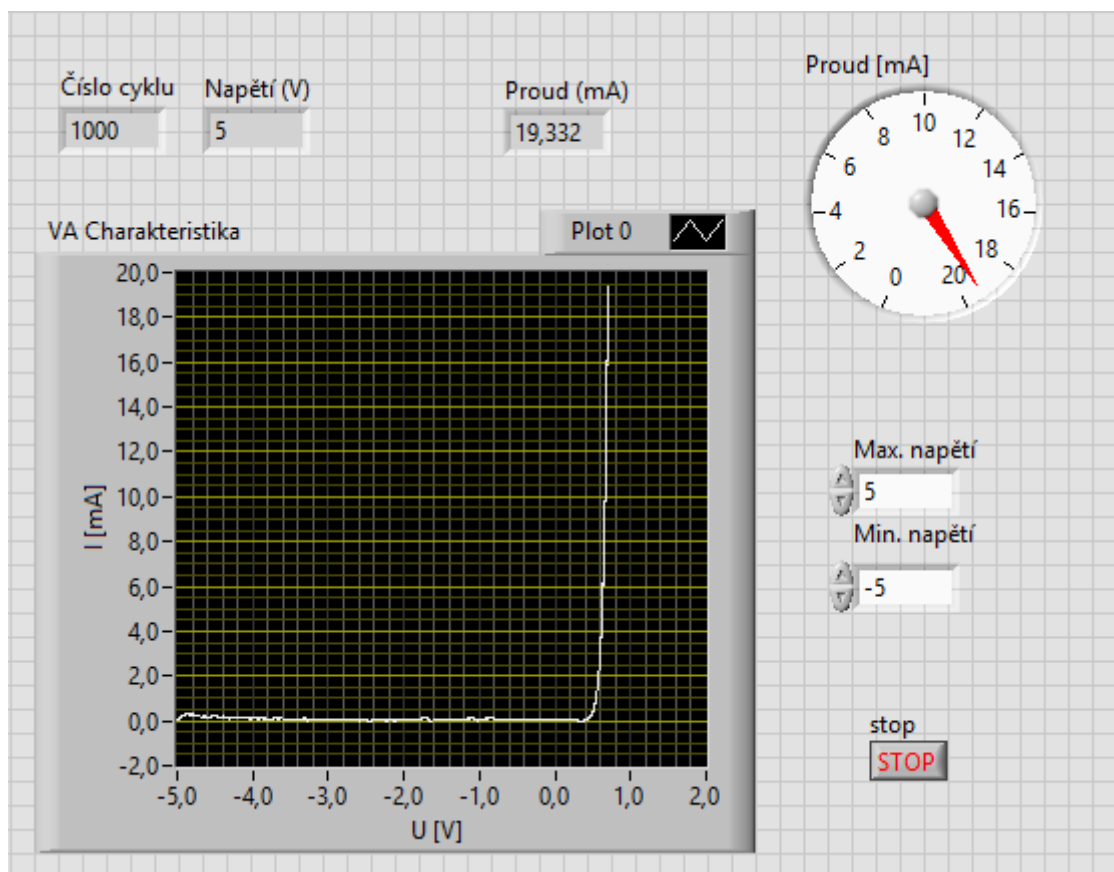 Číslo cyklu
1000
Napětí (V)
5
Proud (mA)
19,332
Proud [mA]
0
2
4
6
8
10
12
14
16
18
20
VA Charakteristika
Plot 0
20,0
18,0
16,0
14,0
12,0
10,0
8,0
6,0
4,0
2,0
0,0
-2,0
I [mA]
-5,0 -4,0 -3,0 -2,0 -1,0 0,0 1,0 2,0
U [V]
Max. napětí
5
Min. napětí
-5
stop
STOP